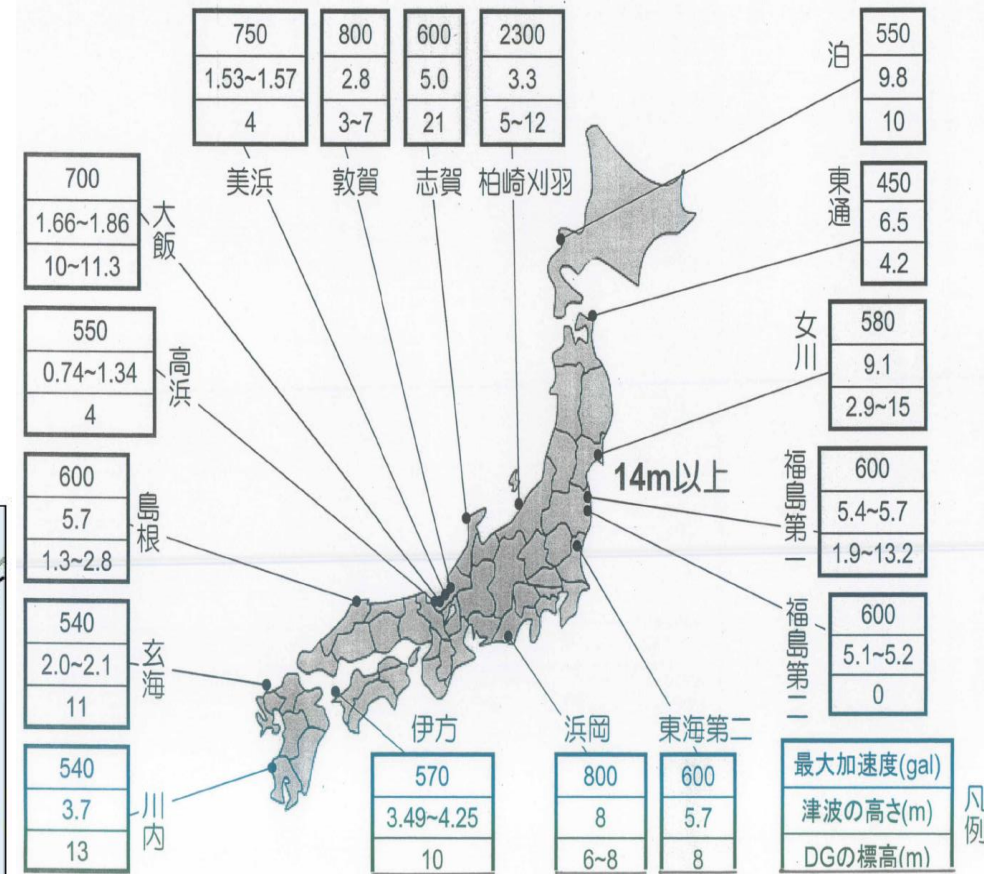 750
1.53~1.57
4
美浜
800
2.8
3~7
敦賀
600
5.0
21
志賀
2300
3.3
5~12
柏崎刈羽
泊
550
9.8
10
東通
450
6.5
4.2
女川
580
9.1
2.9~15
14m以上
福島第一
600
5.4~5.7
1.9~13.2
福島第二
600
5.1~5.2
0
700
1.66~1.86
10~11.3
大飯
550
0.74~1.34
4
高浜
600
5.7
1.3~2.8
島根
540
2.0~2.1
11
玄海
540
3.7
13
川内
伊方
570
3.49~4.25
10
浜岡
800
8
6~8
東海第二
600
5.7
8
最大加速度(gal)
津波の高さ(m)
DGの標高(m)
凡例